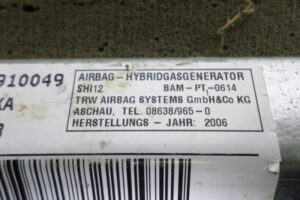 910049
KA
R
AIRBAG - HYBRIDGASGENERATOR
SHI12 BAM-PT,-0614
TRW AIRBAG SYSTEMS GmbH&Co KG
ASCHAU, TEL. 08638/965-0
HERSTELLUNGS - JAHR: 2006